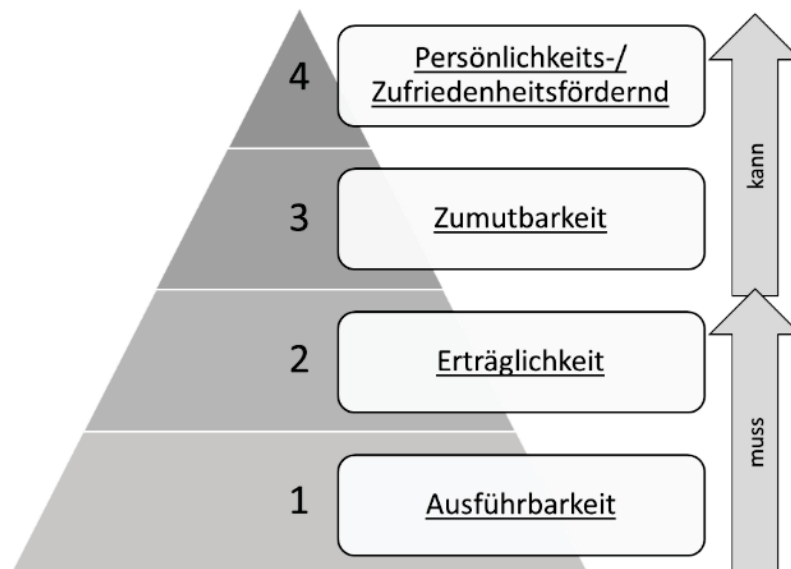 4
Persönlichkeits-/
Zufriedenheitsfördernd
kann
3
Zumutbarkeit
2
Erträglichkeit
muss
1
Ausführbarkeit